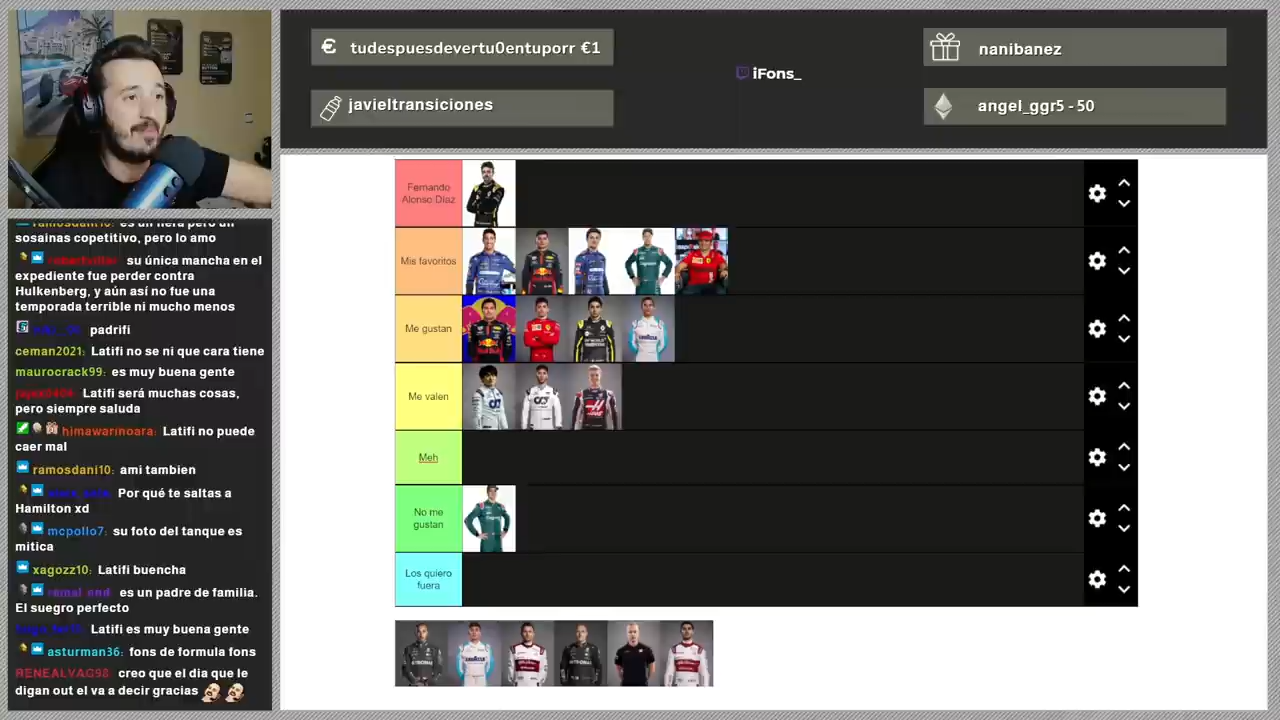 tudespuesdevertu0entuporr €1
nanibanez
iFons_
javieltransiciones
angel_ggr5 - 50
es un fiera pero un
sosainas copetitivo, pero lo amo
su única mancha en el
expediente fue perder contra
Hulkenberg, y aún así no fue una
temporada terrible ni mucho menos
padrifi
ceman2021: Latifi no se ni que cara tiene
maurocrack99: es muy buena gente
Latifi será muchas cosas,
pero siempre saluda
himawarinoara: Latifi no puede
caer mal
ramosdani10: ami tambien
Por qué te saltas a
Hamilton xd
mcpollo7: su foto del tanque es
mitica
xagozz10: Latifi buencha
es un padre de familia.
El suegro perfecto
Latifi es muy buena gente
asturman36: fons de formula fons
RENEALVAG98: creo que el dia que le
digan out el va a decir gracias
Fernando
Alonso Díaz
Mis favoritos
Me gustan
Me valen
Meh
No me
gustan
Los quiero
fuera